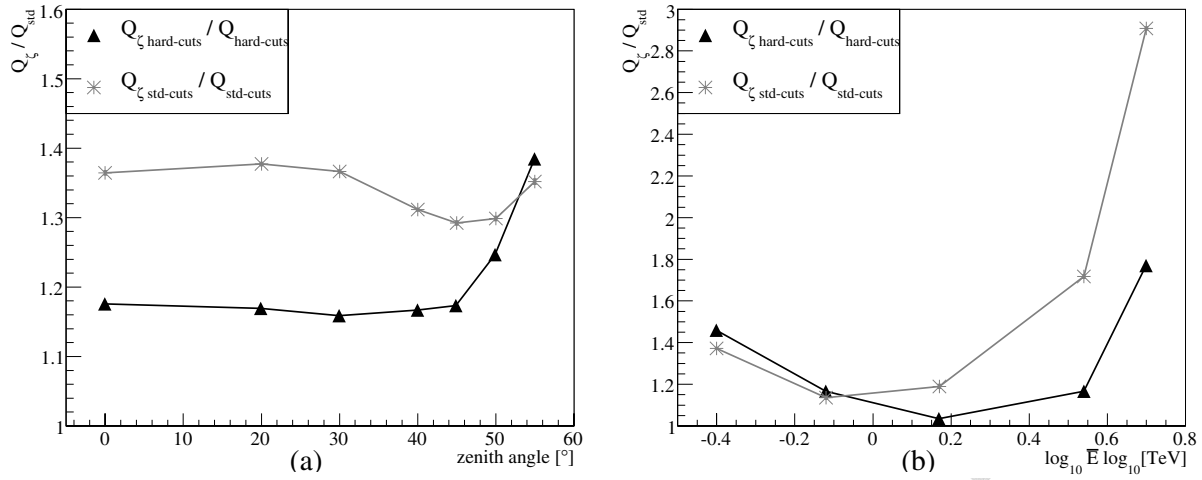 Q_ζ / Q_std
1.6
1.5
1.4
1.3
1.2
1.1
1
Q_ζ hard-cuts / Q_hard-cuts
Q_ζ std-cuts / Q_std-cuts
0 10 20 30 40 50 60
zenith angle [°]
(a)
Q_ζ / Q_std
3
2.8
2.6
2.4
2.2
2
1.8
1.6
1.4
1.2
1
Q_ζ hard-cuts / Q_hard-cuts
Q_ζ std-cuts / Q_std-cuts
-0.4 -0.2 0 0.2 0.4 0.6 0.8
log₁₀ E̅ log₁₀[TeV]
(b)